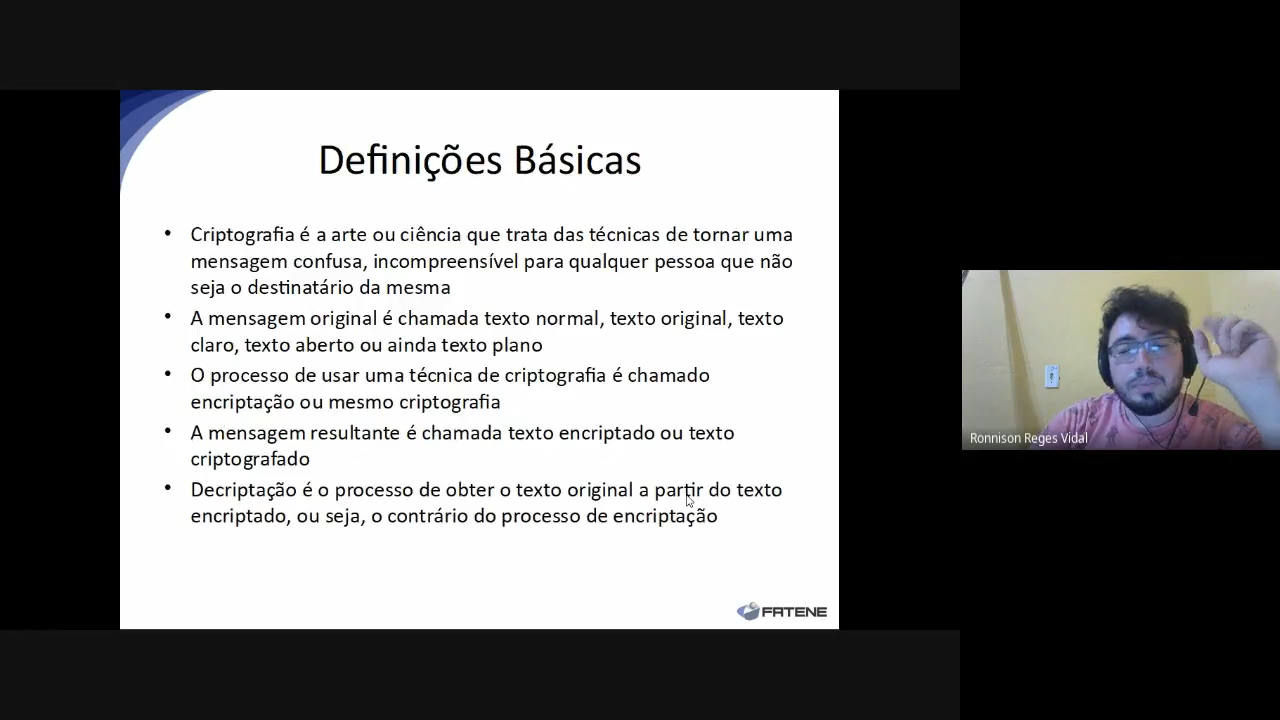 Definições Básicas
• Criptografia é a arte ou ciência que trata das técnicas de tornar uma
mensagem confusa, incompreensível para qualquer pessoa que não
seja o destinatário da mesma
• A mensagem original é chamada texto normal, texto original, texto
claro, texto aberto ou ainda texto plano
• O processo de usar uma técnica de criptografia é chamado
encriptação ou mesmo criptografia
• A mensagem resultante é chamada texto encriptado ou texto
criptografado
• Decriptação é o processo de obter o texto original a partir do texto
encriptado, ou seja, o contrário do processo de encriptação
FATENE
Ronnison Reges Vidal